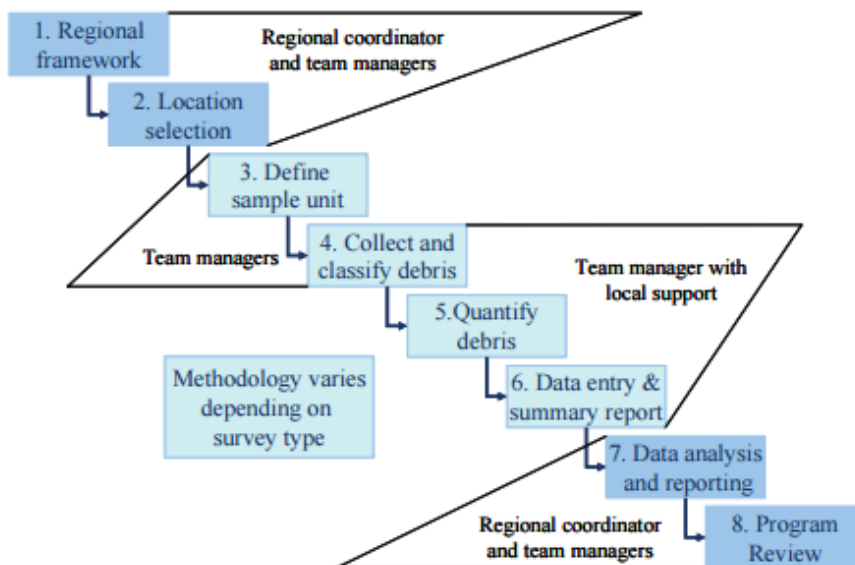 1. Regional
framework
Regional coordinator
and team managers
2. Location
selection
3. Define
sample unit
Team managers
4. Collect and
classify debris
Team manager with
local support
5.Quantify
debris
Methodology varies
depending on
survey type
6. Data entry &
summary report
7. Data analysis
and reporting
Regional coordinator
and team managers
8. Program
Review